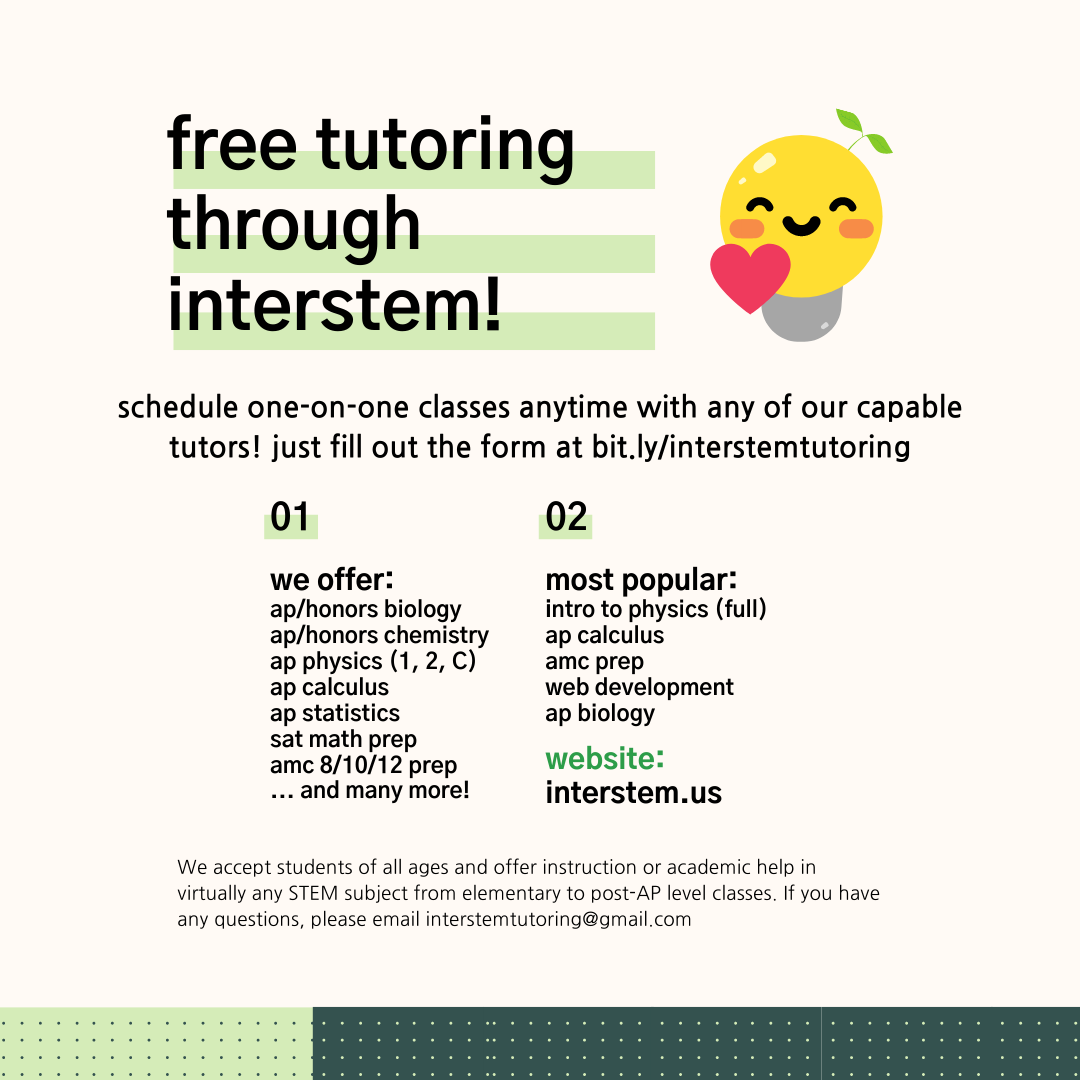 free tutoring
through
interstem!
schedule one-on-one classes anytime with any of our capable
tutors! just fill out the form at bit.ly/interstemtutoring
01
we offer:
ap/honors biology
ap/honors chemistry
ap physics (1, 2, C)
ap calculus
ap statistics
sat math prep
amc 8/10/12 prep
... and many more!
02
most popular:
intro to physics (full)
ap calculus
amc prep
web development
ap biology
website:
interstem.us
We accept students of all ages and offer instruction or academic help in
virtually any STEM subject from elementary to post-AP level classes. If you have
any questions, please email interstemtutoring@gmail.com